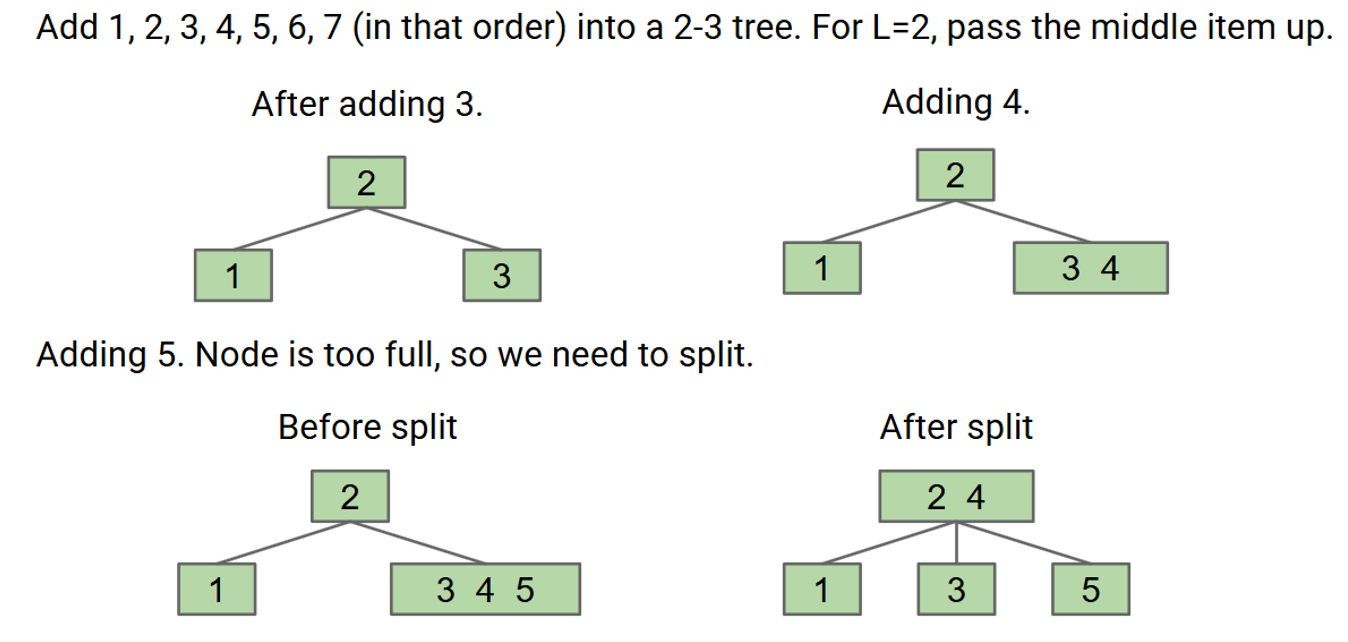 Add 1, 2, 3, 4, 5, 6, 7 (in that order) into a 2-3 tree. For L=2, pass the middle item up.
After adding 3.
Adding 4.
2
1
3
2
1
3 4
Adding 5. Node is too full, so we need to split.
Before split
After split
2
1
3 4 5
2 4
1
3
5